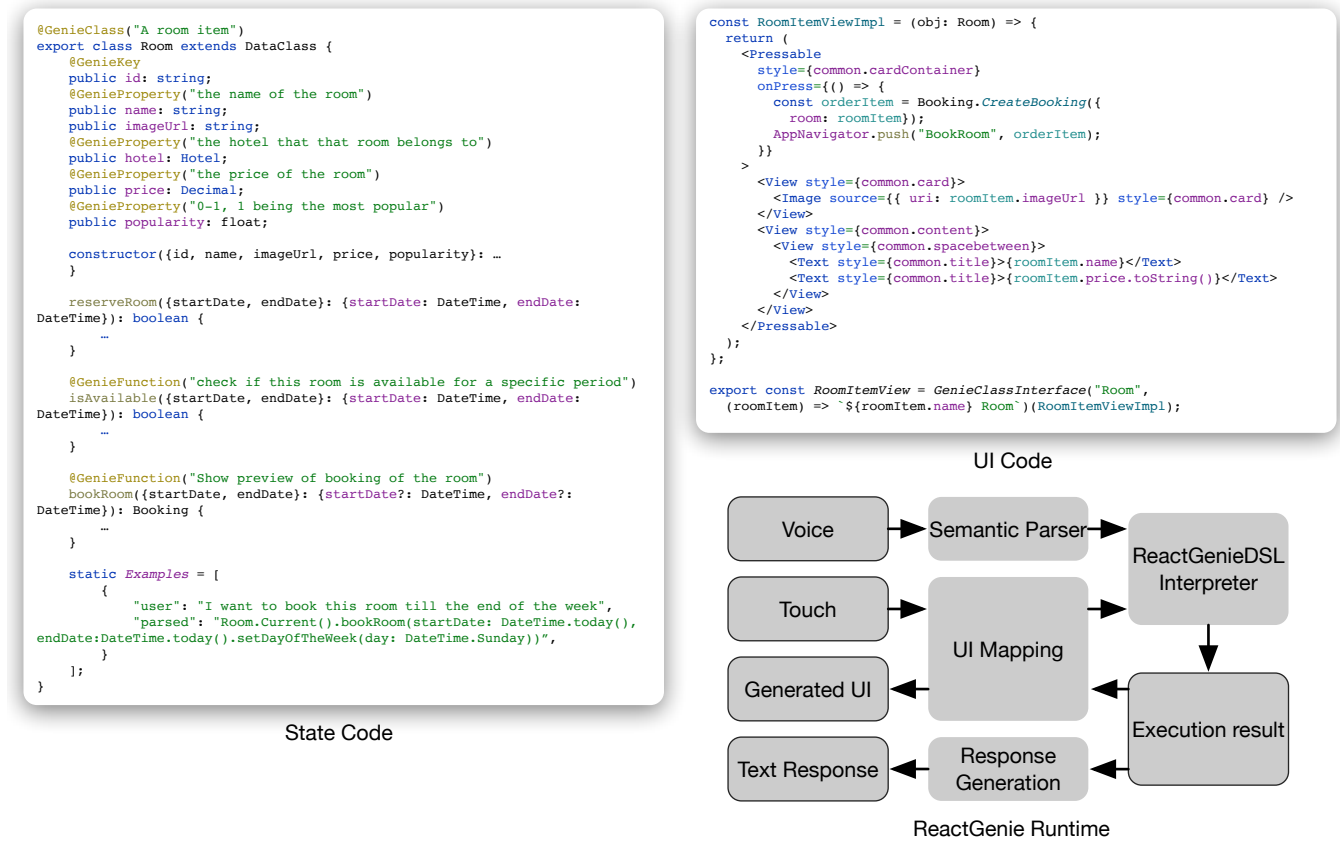 @GenieClass("A room item")
export class Room extends DataClass {
    @GenieKey
    public id: string;
    @GenieProperty("the name of the room")
    public name: string;
    public imageUrl: string;
    @GenieProperty("the hotel that that room belongs to")
    public hotel: Hotel;
    @GenieProperty("the price of the room")
    public price: Decimal;
    @GenieProperty("0-1, 1 being the most popular")
    public popularity: float;

    constructor({id, name, imageUrl, price, popularity}: …
    }

    reserveRoom({startDate, endDate}: {startDate: DateTime, endDate:
DateTime}): boolean {
        …
    }

    @GenieFunction("check if this room is available for a specific period")
    isAvailable({startDate, endDate}: {startDate: DateTime, endDate:
DateTime}): boolean {
        …
    }

    @GenieFunction("Show preview of booking of the room")
    bookRoom({startDate, endDate}: {startDate?: DateTime, endDate?:
DateTime}): Booking {
        …
    }

    static Examples = [
        {
            "user": "I want to book this room till the end of the week",
            "parsed": "Room.Current().bookRoom(startDate: DateTime.today(),
endDate:DateTime.today().setDayOfTheWeek(day: DateTime.Sunday))”,
        }
    ];
}
State Code
const RoomItemViewImpl = (obj: Room) => {
  return (
    <Pressable
      style={common.cardContainer}
      onPress={() => {
        const orderItem = Booking.CreateBooking({
          room: roomItem});
        AppNavigator.push("BookRoom", orderItem);
      }}
    >
      <View style={common.card}>
        <Image source={{ uri: roomItem.imageUrl }} style={common.card} />
      </View>
      <View style={common.content}>
        <View style={common.spacebetween}>
          <Text style={common.title}>{roomItem.name}</Text>
          <Text style={common.title}>{roomItem.price.toString()}</Text>
        </View>
      </View>
    </Pressable>
  );
};

export const RoomItemView = GenieClassInterface("Room",
  (roomItem) => `${roomItem.name} Room`)(RoomItemViewImpl);
UI Code
Voice
Semantic Parser
ReactGenieDSL
Interpreter
Touch
UI Mapping
Generated UI
Execution result
Text Response
Response
Generation
ReactGenie Runtime